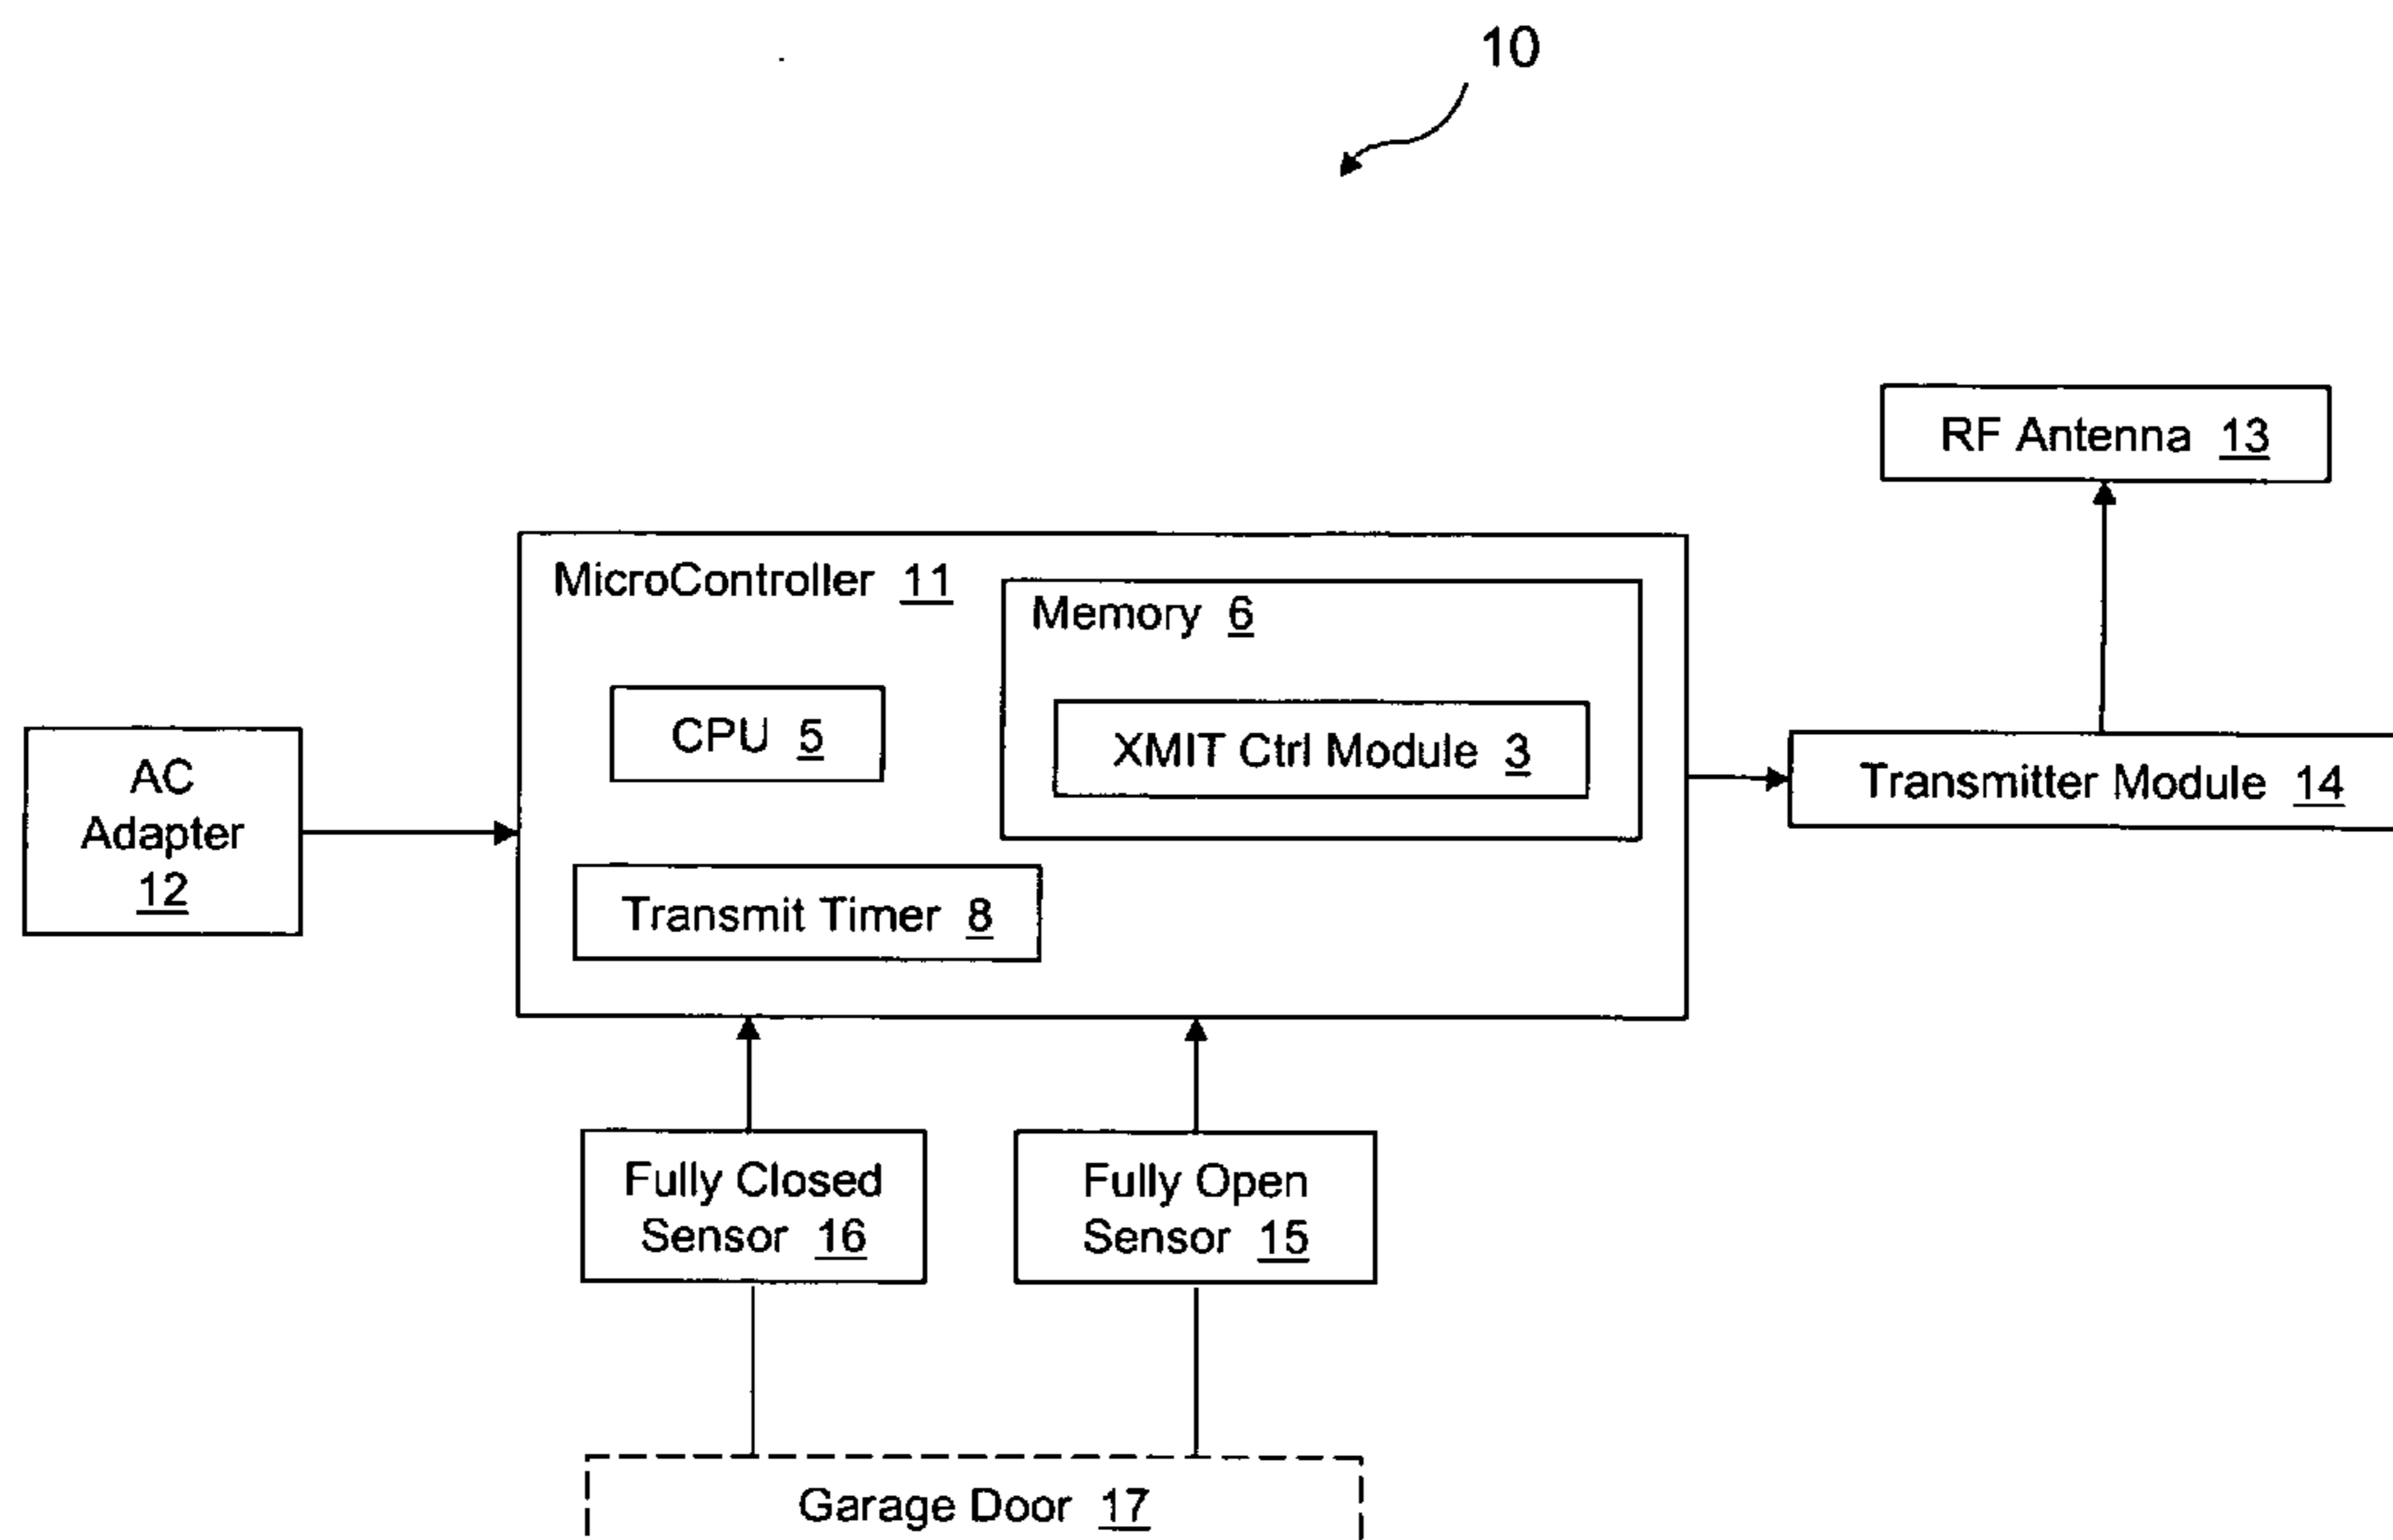 10
RF Antenna 13
MicroController 11
Memory 6
CPU 5
XMIT Ctrl Module 3
AC
Adapter
12
Transmitter Module 14
Transmit Timer 8
Fully Closed
Sensor 16
Fully Open
Sensor 15
Garage Door 17